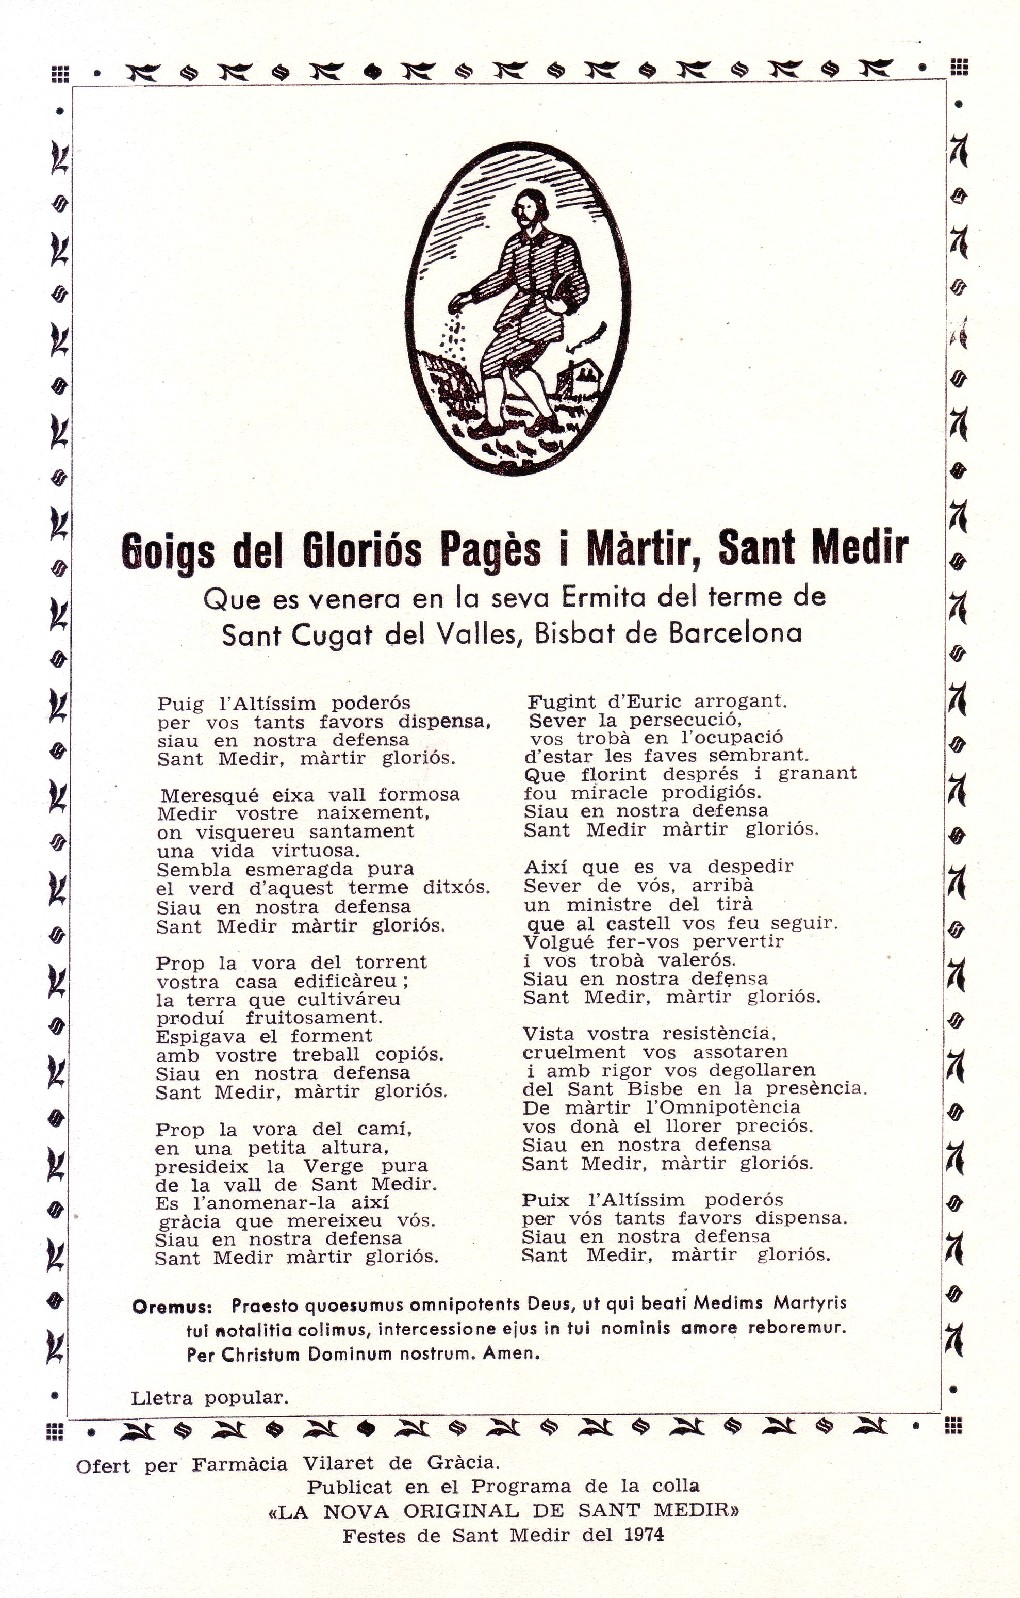 Goigs del Gloriós Pagès i Màrtir, Sant Medir
Que es venera en la seva Ermita del terme de
Sant Cugat del Valles, Bisbat de Barcelona
Puig l'Altíssim poderós
per vos tants favors dispensa,
siau en nostra defensa
Sant Medir, màrtir gloriós.
Meresqué eixa vall formosa
Medir vostre naixement,
on visquereu santament
una vida virtuosa.
Sembla esmeragda pura
el verd d'aquest terme ditxós.
Siau en nostra defensa
Sant Medir màrtir gloriós.
Prop la vora del torrent
vostra casa edificàreu;
la terra que cultiváreu
produí fruitosament.
Espigava el forment
amb vostre treball copiós.
Siau en nostra defensa
Sant Medir, màrtir gloriós.
Prop la vora del camí,
en una petita altura,
presideix la Verge pura
de la vall de Sant Medir.
Es l'anomenar-la així
gràcia que mereixeu vós.
Siau en nostra defensa
Sant Medir màrtir gloriós.
Fugint d'Euric arrogant.
Sever la persecució,
vos trobà en l'ocupació
d'estar les faves sembrant.
Que florint després i granant
fou miracle prodigiós.
Siau en nostra defensa
Sant Medir màrtir gloriós.
Així que es va despedir
Sever de vós, arribà
un ministre del tirà
que al castell vos feu seguir.
Volgué fer-vos pervertir
i vos trobà valerós.
Siau en nostra defensa
Sant Medir, màrtir gloriós.
Vista vostra resistència,
cruelment vos assotaren
i amb rigor vos degollaren
del Sant Bisbe en la presència.
De màrtir l'Omnipotència
vos donà el llorer preciós.
Siau en nostra defensa
Sant Medir, màrtir gloriós.
Puix l'Altíssim poderós
per vós tants favors dispensa.
Siau en nostra defensa
Sant Medir, màrtir gloriós.
Oremus: Praesto quoesumus omnipotents Deus, ut qui beati Medims Martyris
tui notalitia colimus, intercessione ejus in tui nominis amore reboremur.
Per Christum Dominum nostrum. Amen.
Lletra popular.
Ofert per Farmàcia Vilaret de Gràcia.
Publicat en el Programa de la colla
«LA NOVA ORIGINAL DE SANT MEDIR»
Festes de Sant Medir del 1974